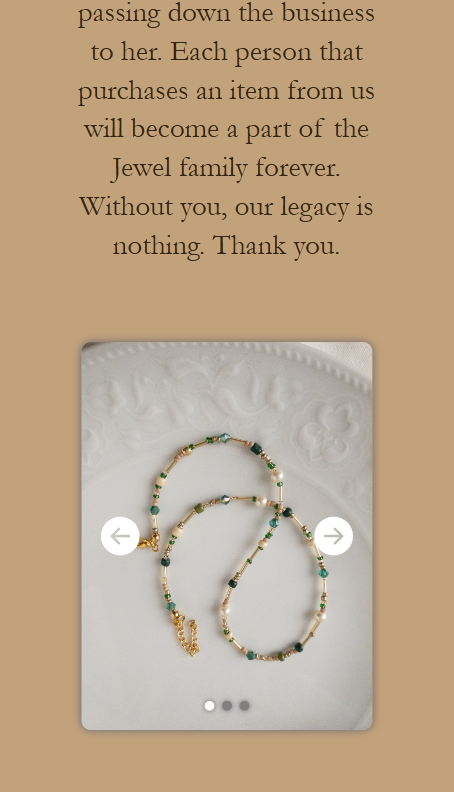 passing down the business
to her. Each person that
purchases an item from us
will become a part of the
Jewel family forever.
Without you, our legacy is
nothing. Thank you.